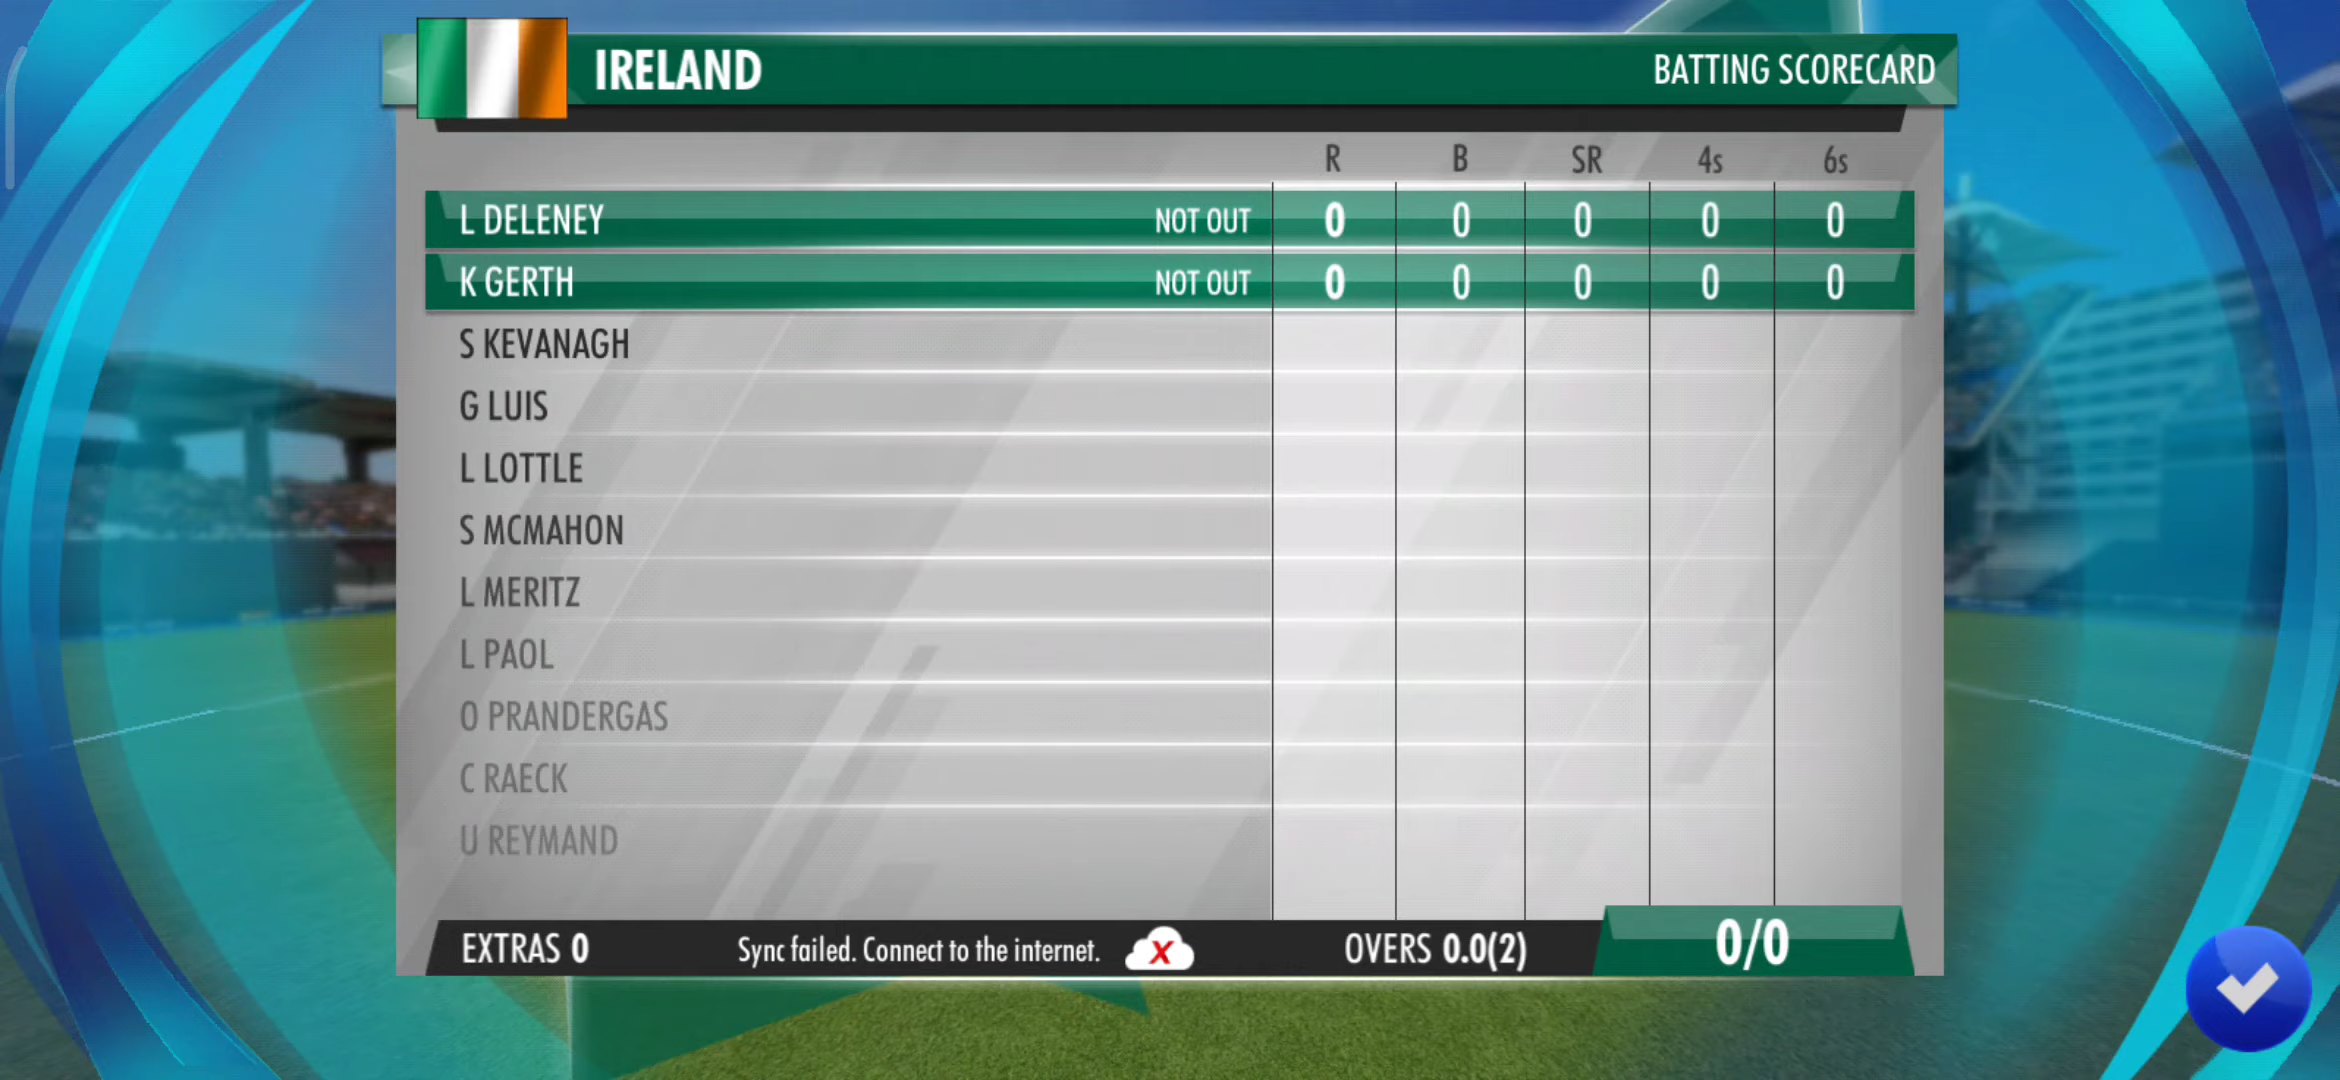 IRELAND BATTING SCORECARD
R B SR 4s 6s
L DELENEY NOT OUT 0 0 0 0 0
K GERTH NOT OUT 0 0 0 0 0
S KEVANAGH
G LUIS
L LOTTLE
S MCMAHON
L MERITZ
L PAOL
O PRANDERGAS
C RAECK
U REYMAND
EXTRAS 0 Sync failed. Connect to the internet. X OVERS 0.0(2) 0/0